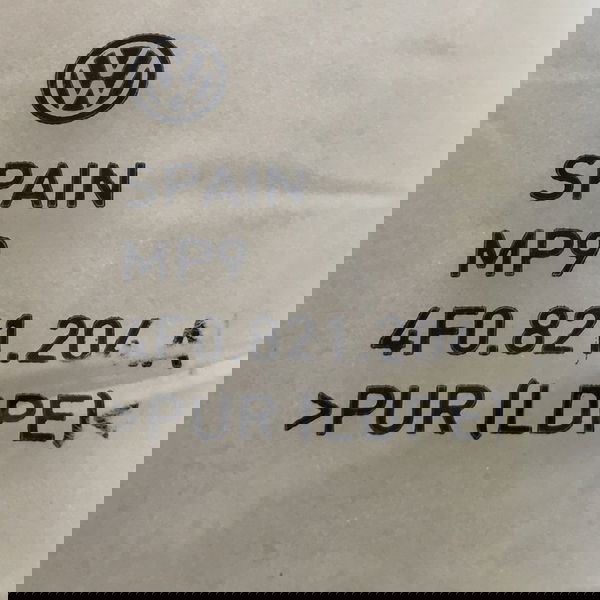 SPAIN
MP9
4F0.821.204.
>PUR(LDPE)<